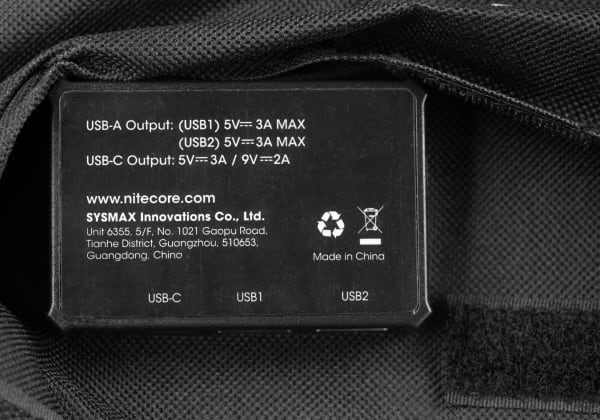 USB-A Output: (USB1) 5V⎓3A MAX
(USB2) 5V⎓3A MAX
USB-C Output: 5V⎓3A / 9V⎓2A
www.nitecore.com
SYSMAX Innovations Co., Ltd.
Unit 6355, 5/F, No. 1021 Gaopu Road,
Tianhe District, Guangzhou, 510653,
Guangdong, China
Made in China
USB-C USB1 USB2